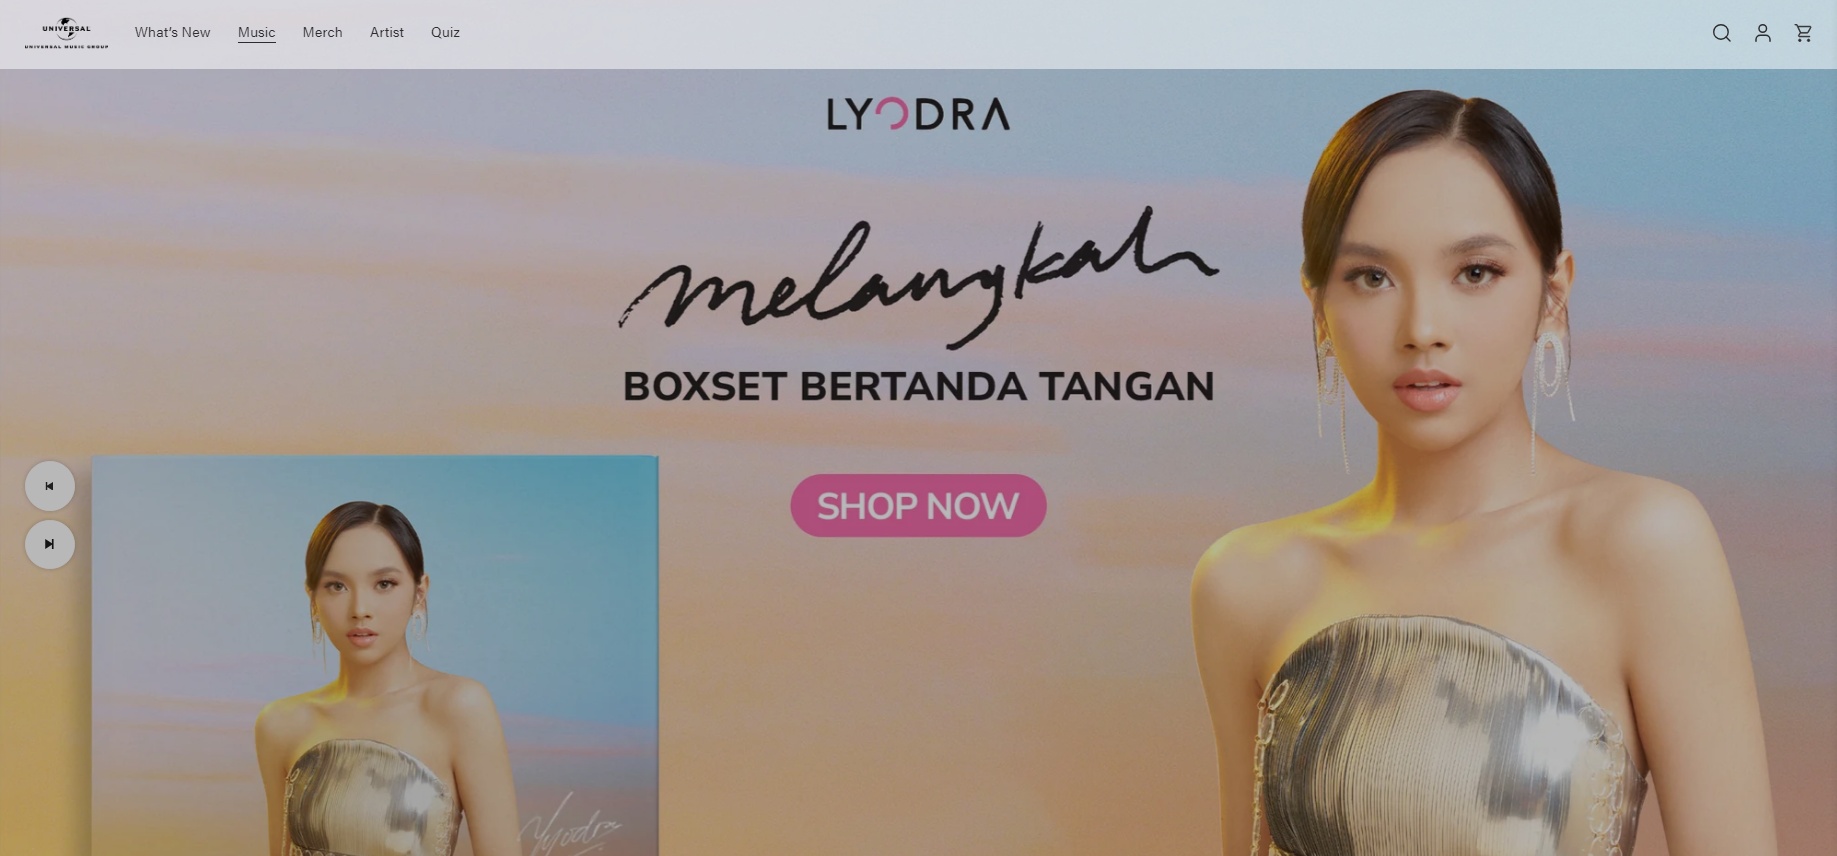 UNIVERSAL
UNIVERSAL MUSIC GROUP
What's New
Music
Merch
Artist
Quiz
LYODRA
melangkah
BOXSET BERTANDA TANGAN
SHOP NOW
Lyodra